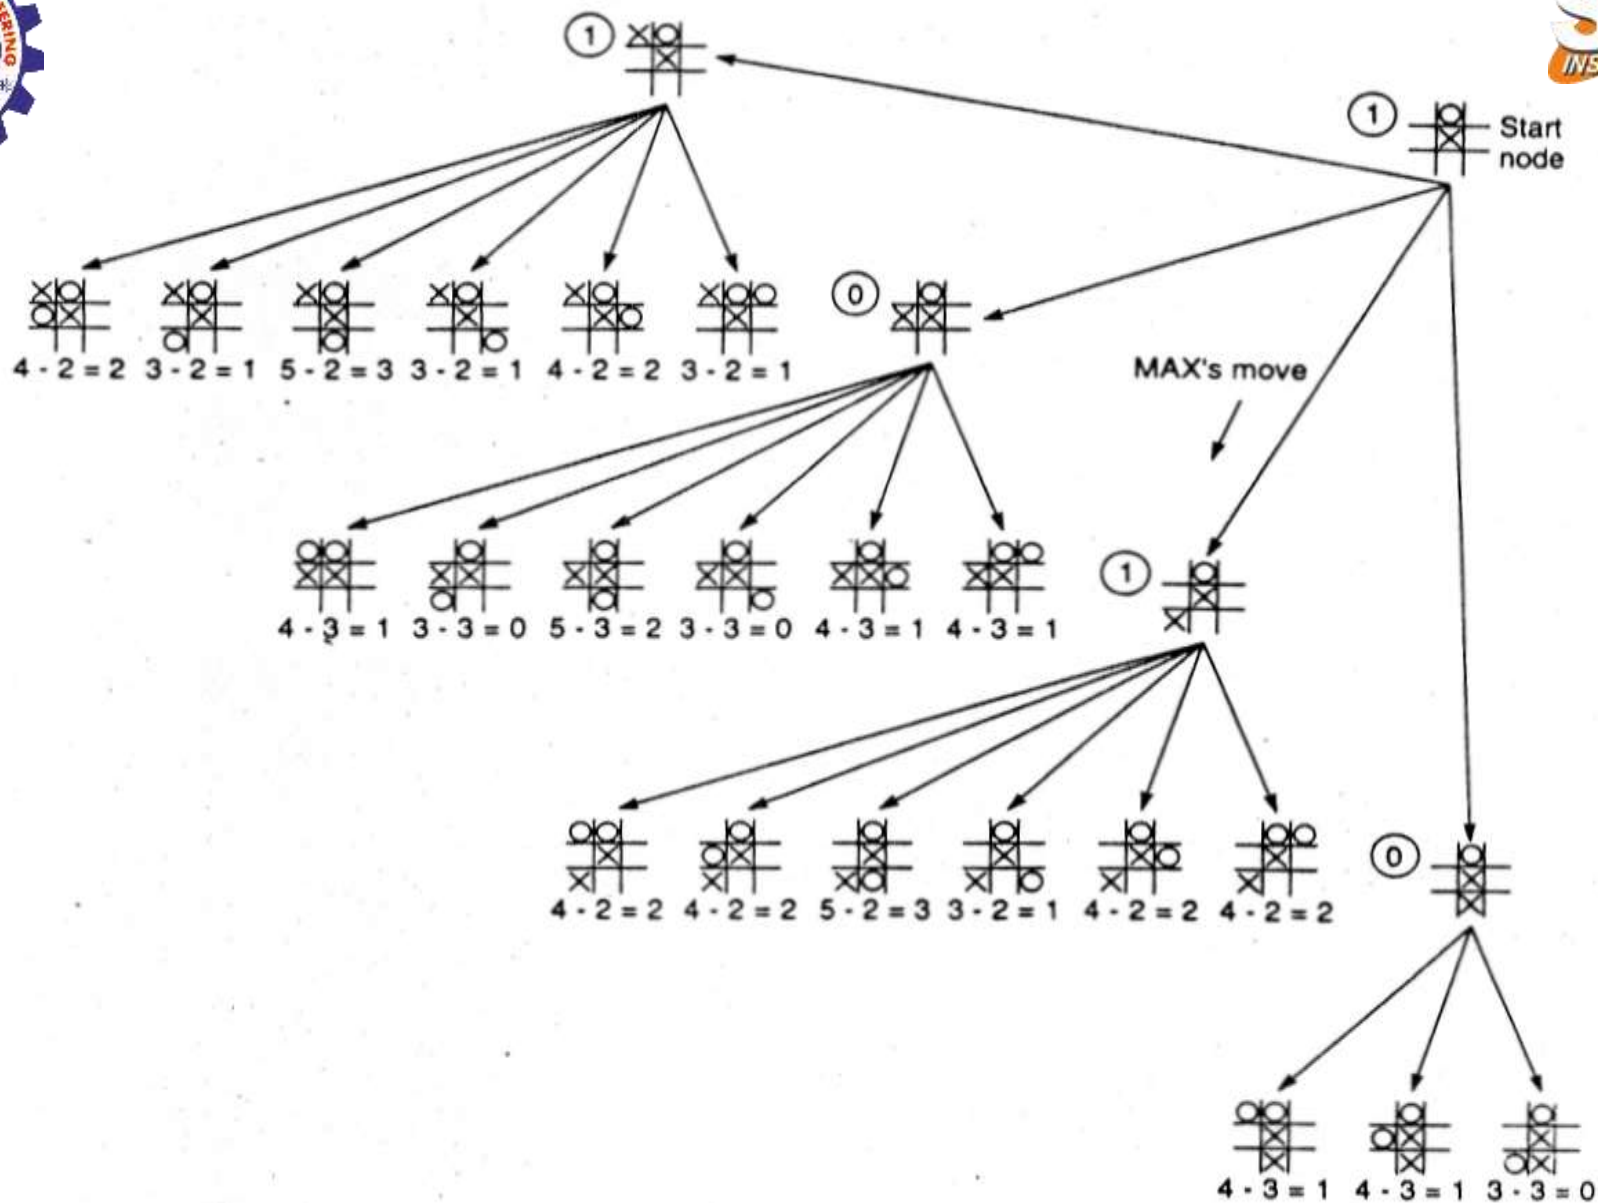 ERING
INS
1
1
Start
node
4 - 2 = 2 3 - 2 = 1 5 - 2 = 3 3 - 2 = 1 4 - 2 = 2 3 - 2 = 1
0
MAX's move
4 - 3 = 1 3 - 3 = 0 5 - 3 = 2 3 - 3 = 0 4 - 3 = 1 4 - 3 = 1
1
4 - 2 = 2 4 - 2 = 2 5 - 2 = 3 3 - 2 = 1 4 - 2 = 2 4 - 2 = 2
0
4 - 3 = 1 4 - 3 = 1 3 - 3 = 0